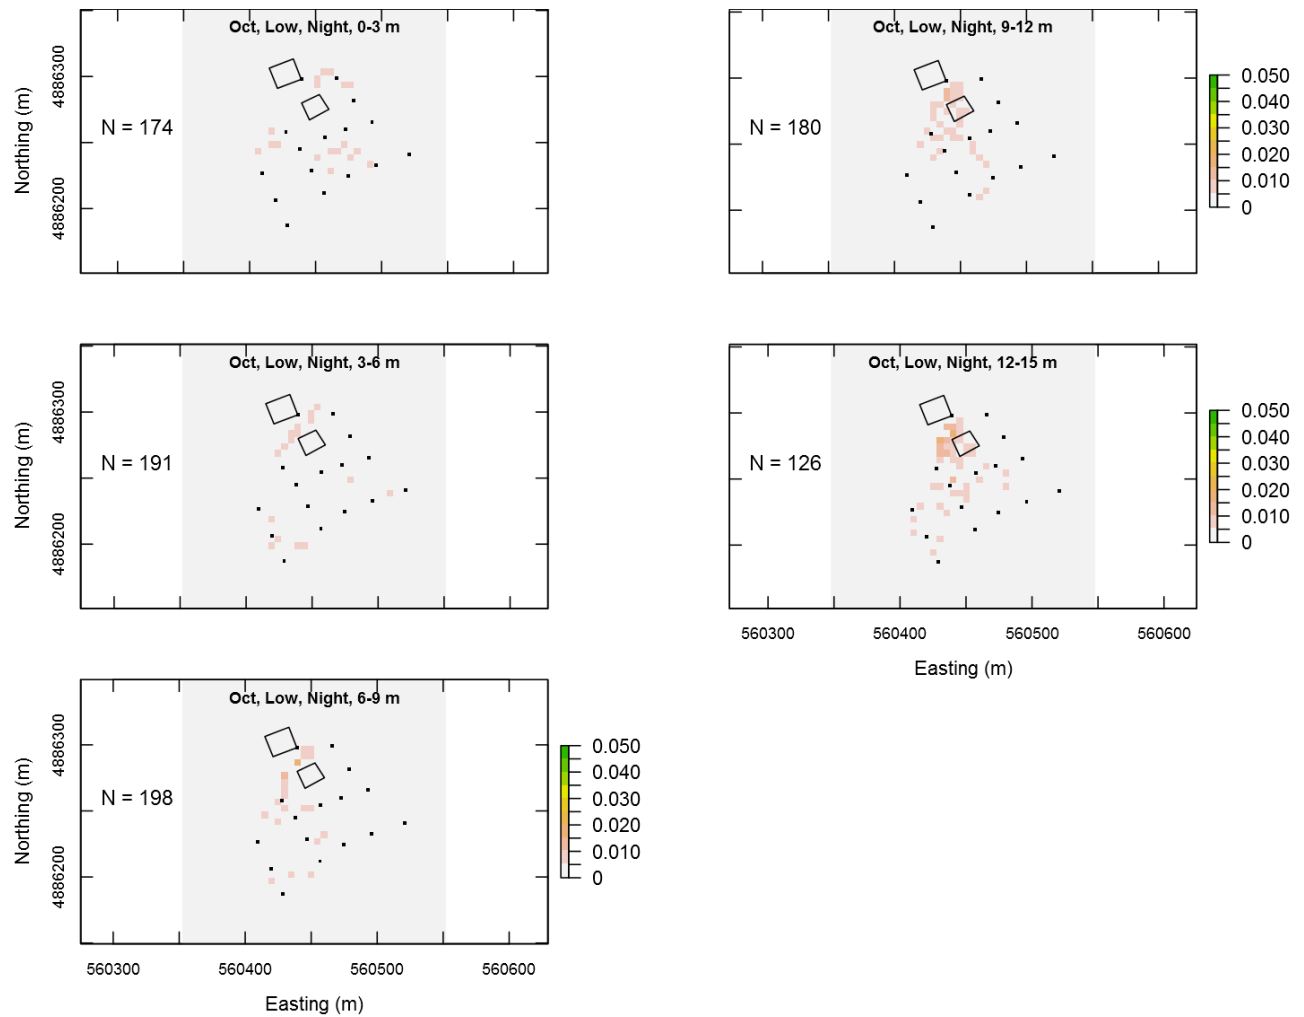 Oct, Low, Night, 0-3 m
Northing (m)
4886300
4886200
N = 174
Oct, Low, Night, 9-12 m
N = 180
0.050
0.040
0.030
0.020
0.010
0
Oct, Low, Night, 3-6 m
Northing (m)
4886300
4886200
N = 191
Oct, Low, Night, 12-15 m
N = 126
0.050
0.040
0.030
0.020
0.010
0
560300 560400 560500 560600
Easting (m)
Oct, Low, Night, 6-9 m
Northing (m)
4886300
4886200
N = 198
0.050
0.040
0.030
0.020
0.010
0
560300 560400 560500 560600
Easting (m)